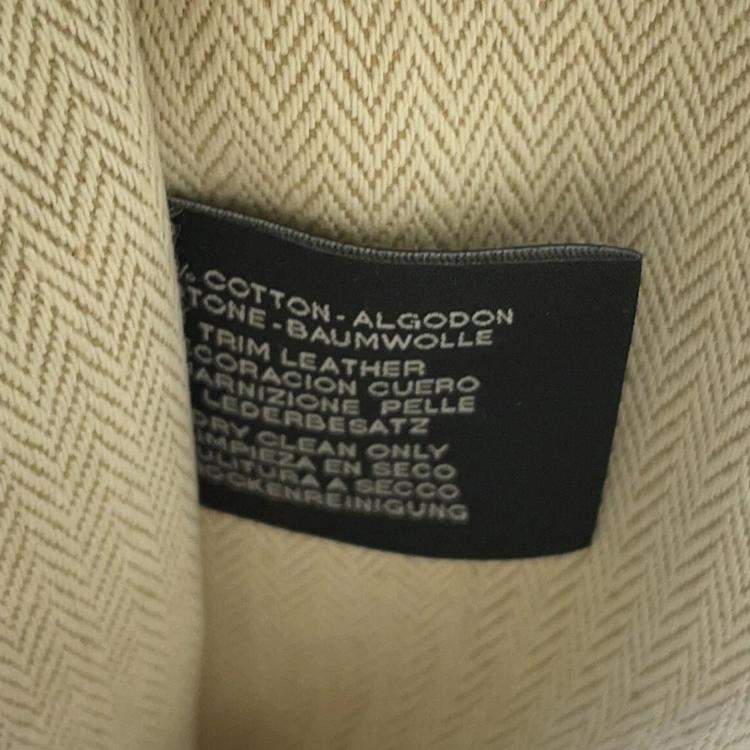 % COTTON-ALGODON
TONE-BAUMWOLLE
TRIM LEATHER
CORACION CUERO
ARNIZIONE PELLE
LEDERBESATZ
DRY CLEAN ONLY
IMPIEZA EN SECO
ULITURA A SECCO
OCKENREINIGUNG